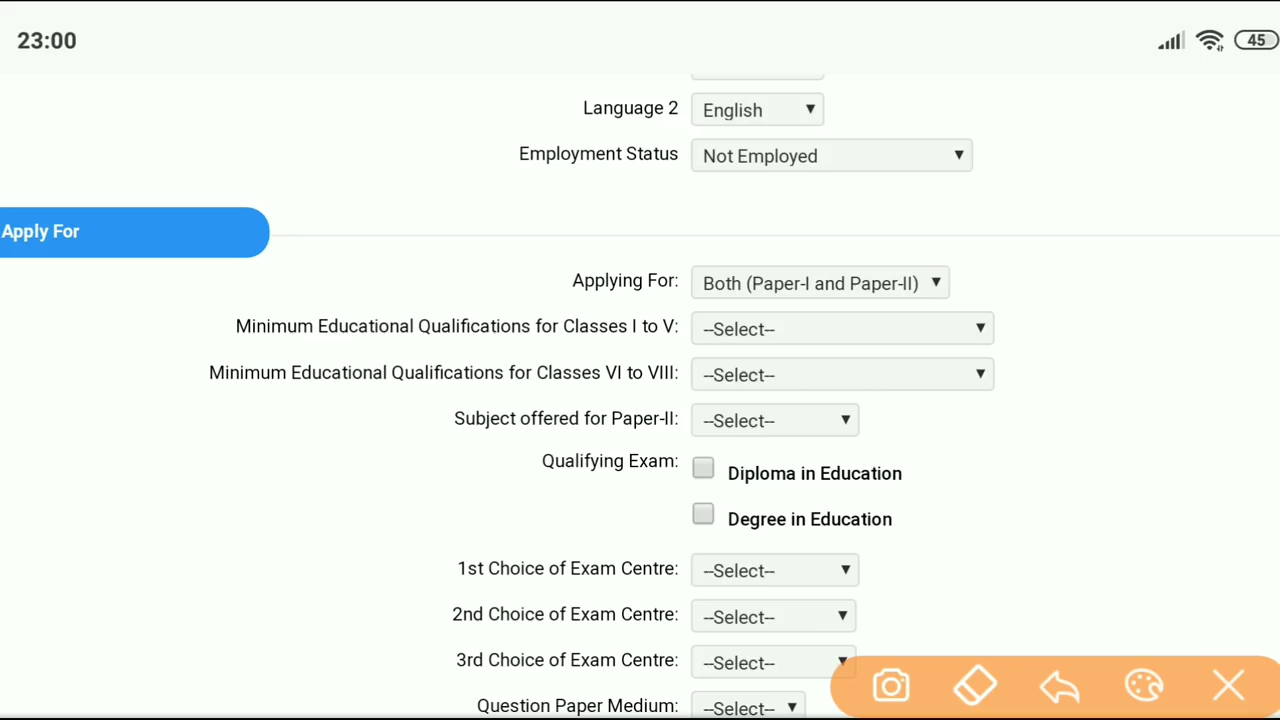 23:00
45
Language 2 English
Employment Status Not Employed
Apply For
Applying For: Both (Paper-I and Paper-II)
Minimum Educational Qualifications for Classes I to V: --Select--
Minimum Educational Qualifications for Classes VI to VIII: --Select--
Subject offered for Paper-II: --Select--
Qualifying Exam: Diploma in Education
Degree in Education
1st Choice of Exam Centre: --Select--
2nd Choice of Exam Centre: --Select--
3rd Choice of Exam Centre: --Select--
Question Paper Medium: --Select--